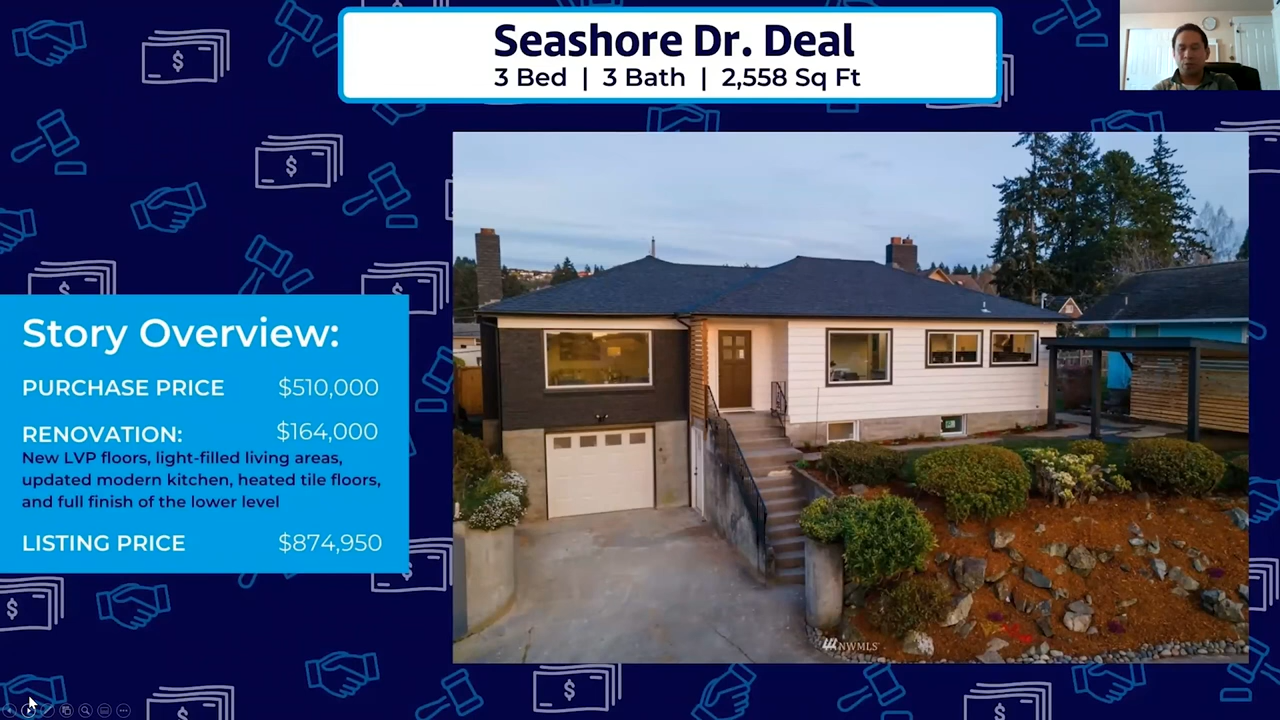 Seashore Dr. Deal
3 Bed | 3 Bath | 2,558 Sq Ft
Story Overview:
PURCHASE PRICE $510,000
RENOVATION: $164,000
New LVP floors, light-filled living areas,
updated modern kitchen, heated tile floors,
and full finish of the lower level
LISTING PRICE $874,950
NWMLS